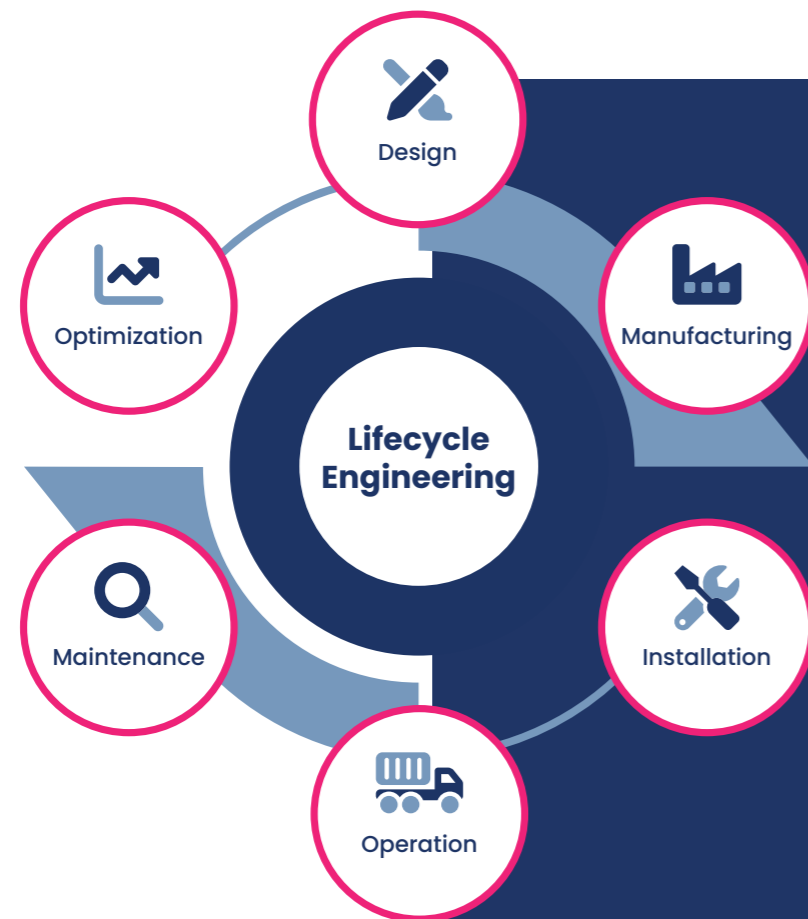 Design
Manufacturing
Installation
Operation
Maintenance
Optimization
Lifecycle
Engineering